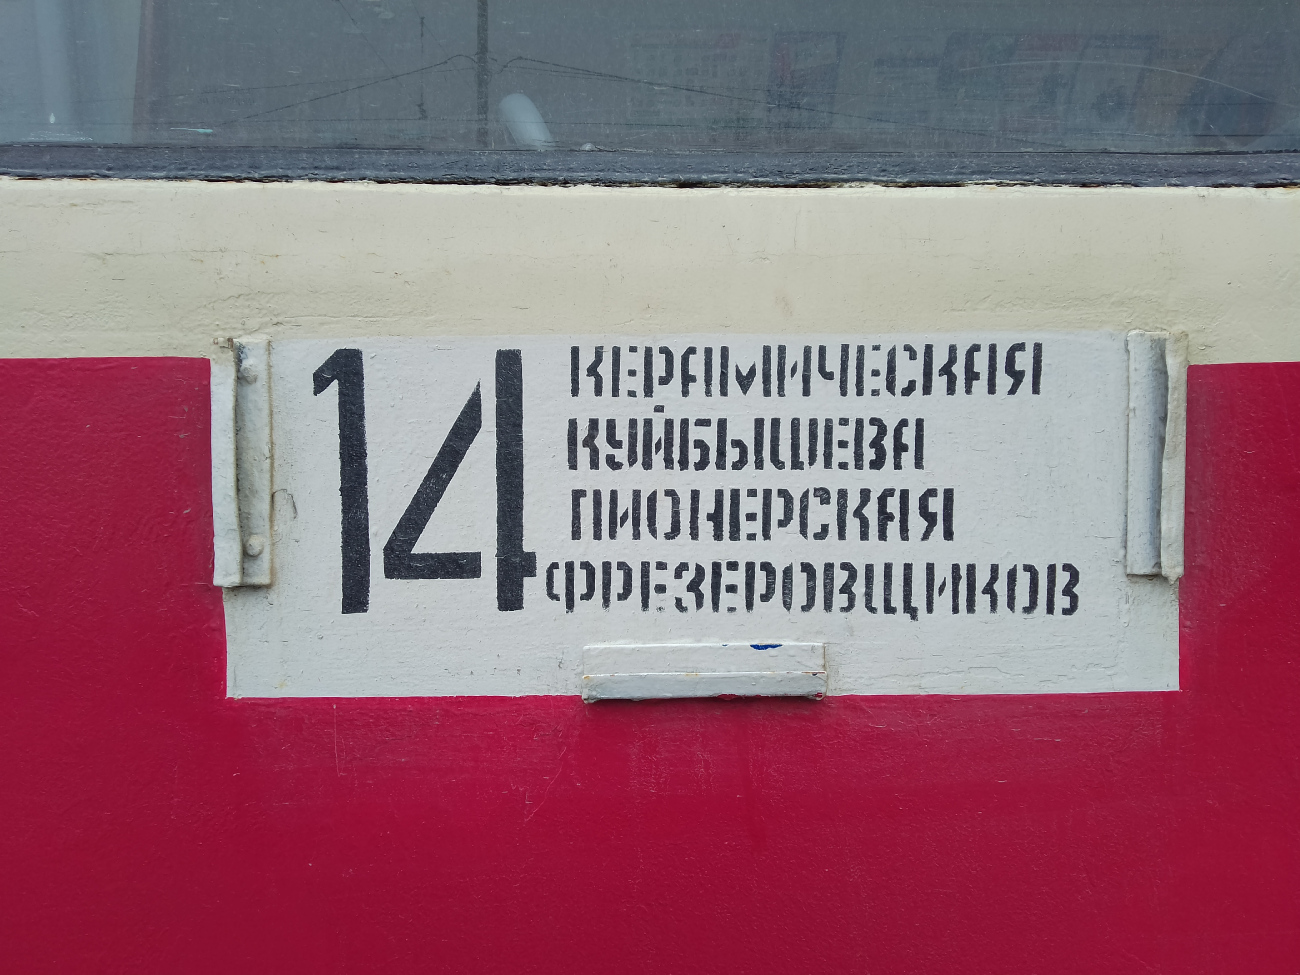 14
КЕРАМИЧЕСКАЯ
КУЙБЫШЕВА
ПИОНЕРСКАЯ
ФРЕЗЕРОВЩИКОВ